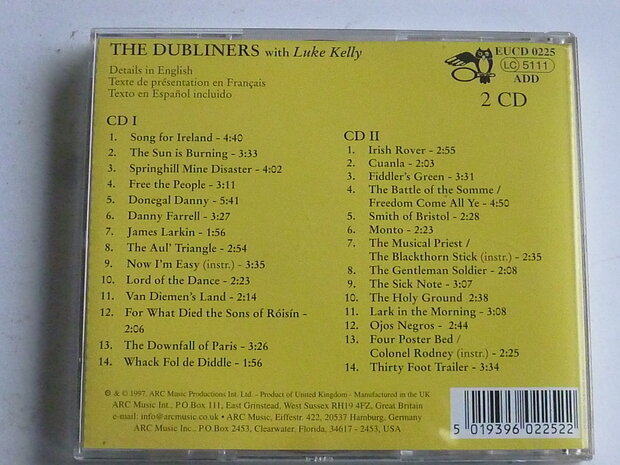 THE DUBLINERS with Luke Kelly
Details in English
Texte de présentation en Français
Texto en Español incluido
EUCD 0225
LC 5111
ADD
2 CD
CD I
1. Song for Ireland - 4:40
2. The Sun is Burning - 3:33
3. Springhill Mine Disaster - 4:02
4. Free the People - 3:11
5. Donegal Danny - 5:41
6. Danny Farrell - 3:27
7. James Larkin - 1:56
8. The Aul' Triangle - 2:54
9. Now I'm Easy (instr.) - 3:35
10. Lord of the Dance - 2:23
11. Van Diemen's Land - 2:14
12. For What Died the Sons of Róisín -
2:06
13. The Downfall of Paris - 3:26
14. Whack Fol de Diddle - 1:56
CD II
1. Irish Rover - 2:55
2. Cuanla - 2:03
3. Fiddler's Green - 3:31
4. The Battle of the Somme /
Freedom Come All Ye - 4:50
5. Smith of Bristol - 2:28
6. Monto - 2:23
7. The Musical Priest /
The Blackthorn Stick (instr.) - 2:35
8. The Gentleman Soldier - 2:08
9. The Sick Note - 3:07
10. The Holy Ground 2:38
11. Lark in the Morning - 3:08
12. Ojos Negros - 2:44
13. Four Poster Bed /
Colonel Rodney (instr.) - 2:25
14. Thirty Foot Trailer - 3:34
℗ & © 1997, ARC Music Productions Int. Ltd. - Product of United Kingdom - Manufactured in the UK
ARC Music Int., P.O Box 111, East Grinstead, West Sussex RH19 4FZ, Great Britain
e-mail: info@arcmusic.co.uk • ARC Music, Eiffestr. 422, 20537 Hamburg, Germany
ARC Music Inc., P.O. Box 2453, Clearwater, Florida, 34617 - 2453, USA
5 019396 022522